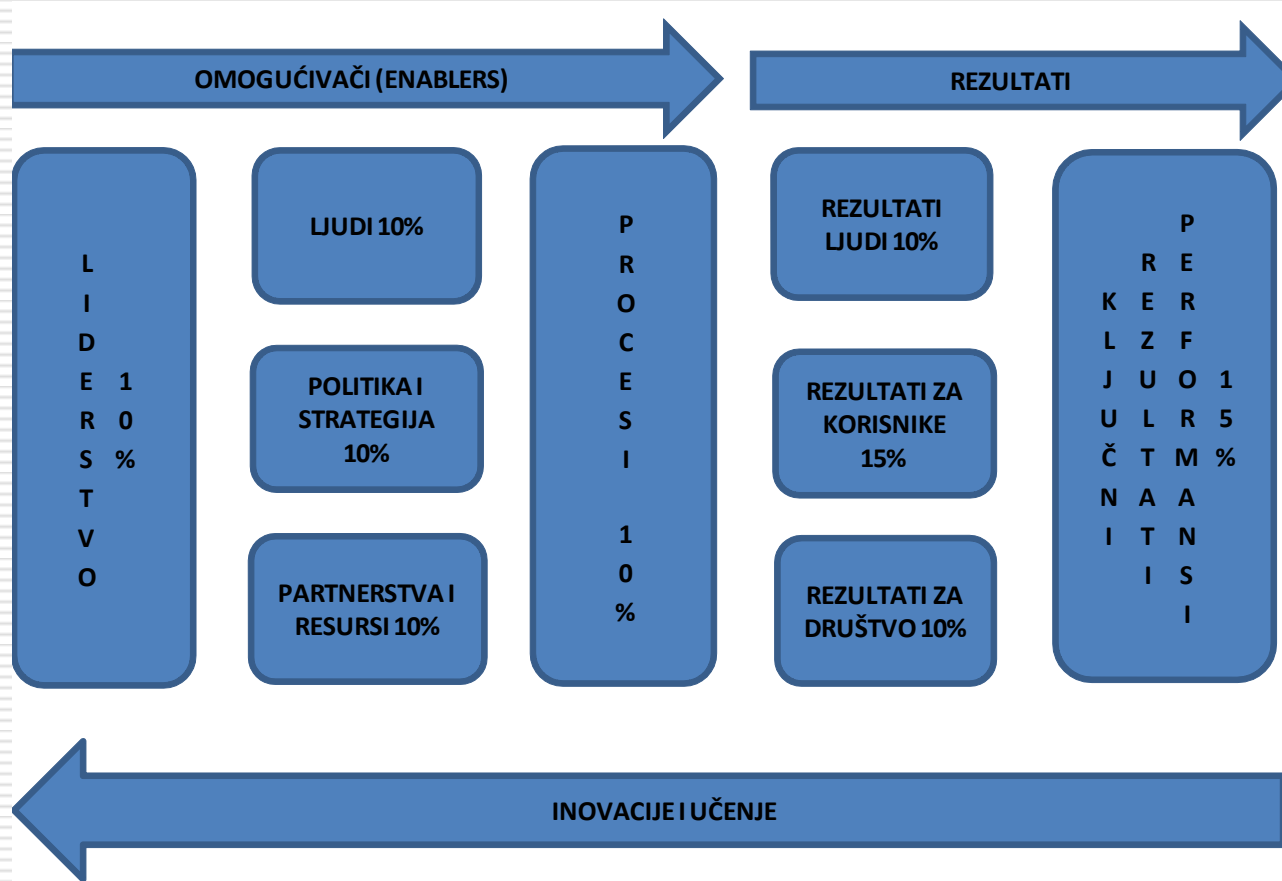 OMOGUĆIVAČI (ENABLERS)
REZULTATI
LIDERSTVO
10%
LJUDI 10%
POLITIKA I
STRATEGIJA
10%
PARTNERSTVA I
RESURSI 10%
PROCESI 10%
REZULTATI
LJUDI 10%
REZULTATI ZA
KORISNIKE
15%
REZULTATI ZA
DRUŠTVO 10%
KLJUČNI
REZULTATI
PERFORMANSI
15%
INOVACIJE I UČENJE